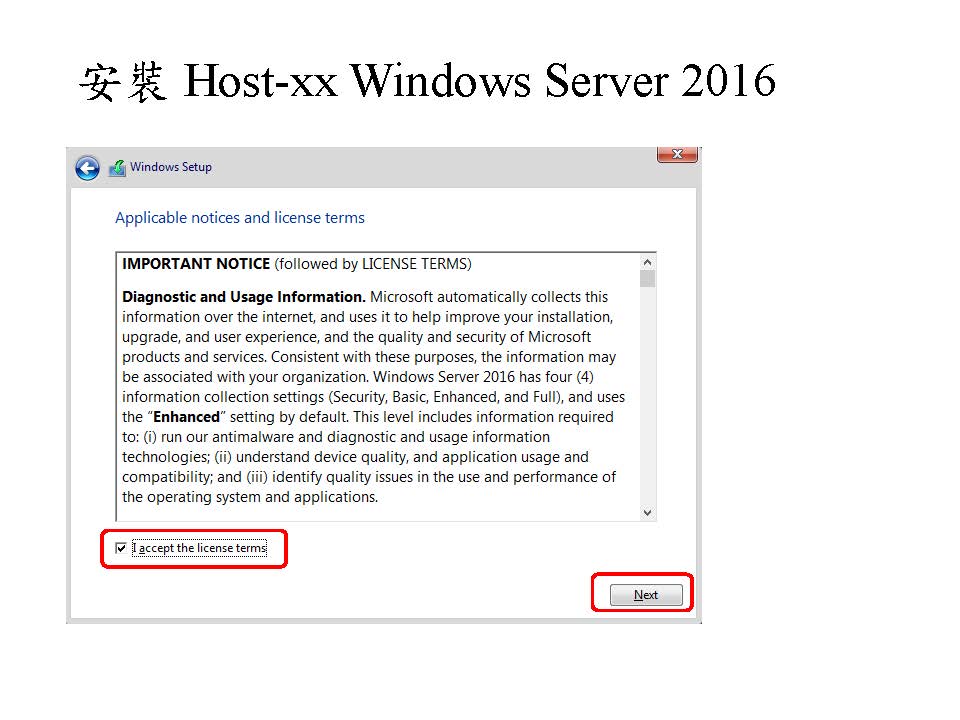 安裝 Host-xx Windows Server 2016
Windows Setup
Applicable notices and license terms
IMPORTANT NOTICE (followed by LICENSE TERMS)
Diagnostic and Usage Information. Microsoft automatically collects this
information over the internet, and uses it to help improve your installation,
upgrade, and user experience, and the quality and security of Microsoft
products and services. Consistent with these purposes, the information may
be associated with your organization. Windows Server 2016 has four (4)
information collection settings (Security, Basic, Enhanced, and Full), and uses
the “Enhanced” setting by default. This level includes information required
to: (i) run our antimalware and diagnostic and usage information
technologies; (ii) understand device quality, and application usage and
compatibility; and (iii) identify quality issues in the use and performance of
the operating system and applications.
I accept the license terms
Next